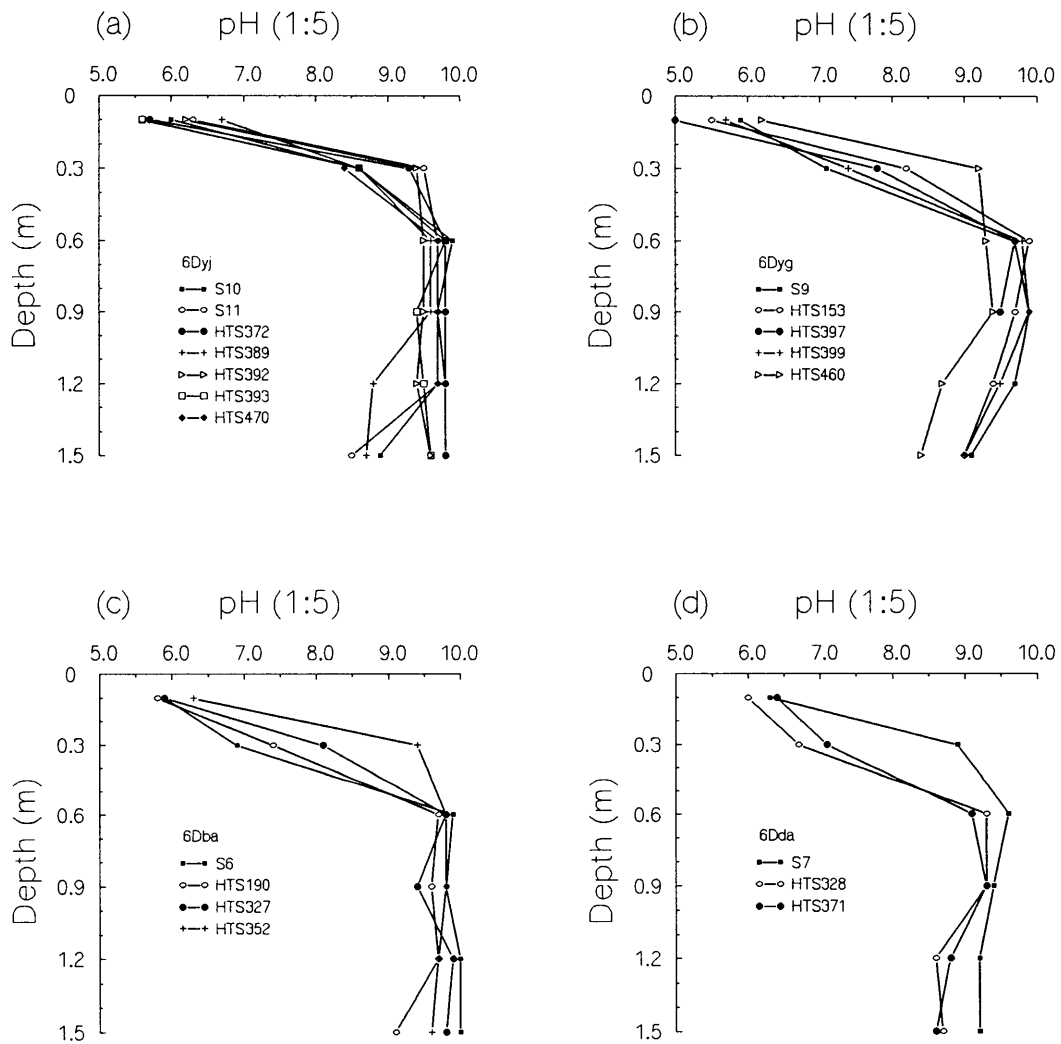 (a) pH (1:5)
5.0 6.0 7.0 8.0 9.0 10.0
0
0.3
0.6
0.9
1.2
1.5
Depth (m)
6Dyj
S10
S11
HTS372
HTS389
HTS392
HTS393
HTS470
(b) pH (1:5)
5.0 6.0 7.0 8.0 9.0 10.0
0
0.3
0.6
0.9
1.2
1.5
Depth (m)
6Dyg
S9
HTS153
HTS397
HTS399
HTS460
(c) pH (1:5)
5.0 6.0 7.0 8.0 9.0 10.0
0
0.3
0.6
0.9
1.2
1.5
Depth (m)
6Dba
S6
HTS190
HTS327
HTS352
(d) pH (1:5)
5.0 6.0 7.0 8.0 9.0 10.0
0
0.3
0.6
0.9
1.2
1.5
Depth (m)
6Dda
S7
HTS328
HTS371